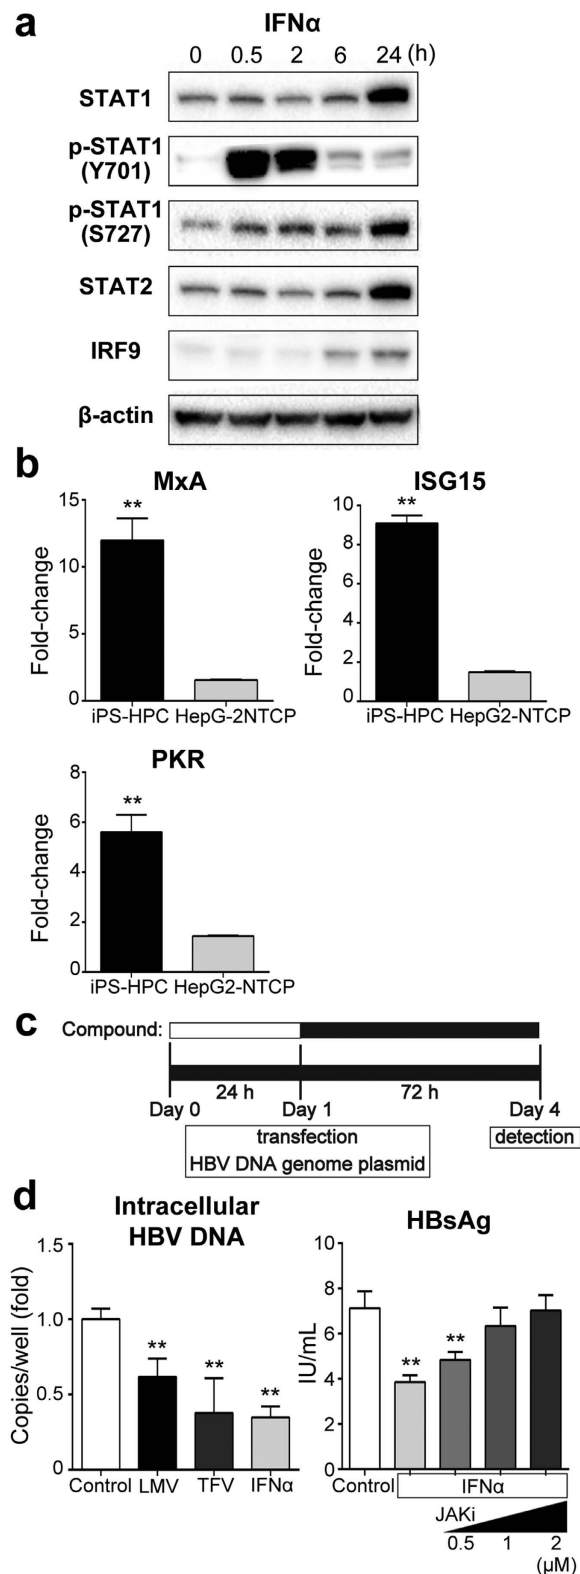 a
IFNα
0 0.5 2 6 24 (h)
STAT1
p-STAT1
(Y701)
p-STAT1
(S727)
STAT2
IRF9
β-actin
b
MxA
Fold-change
15
10
5
0
**
iPS-HPC HepG-2NTCP
ISG15
Fold-change
10
8
6
4
2
0
**
iPS-HPC HepG2-NTCP
PKR
Fold-change
8
6
4
2
0
**
iPS-HPC HepG2-NTCP
c
Compound:
24 h 72 h
Day 0 Day 1 Day 4
transfection
HBV DNA genome plasmid
detection
d
Intracellular
HBV DNA
Copies/well (fold)
1.5
1.0
0.5
0
** ** **
Control LMV TFV IFNα
HBsAg
IU/mL
10
8
6
4
2
0
** **
Control IFNα
JAKi
0.5 1 2
(μM)